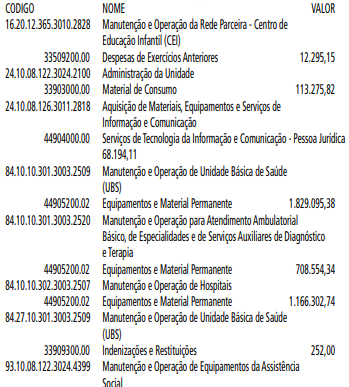 CODIGO NOME VALOR
16.20.12.365.3010.2828 Manutenção e Operação da Rede Parceira - Centro de
Educação Infantil (CEI)
33509200.00 Despesas de Exercícios Anteriores 12.295,15
24.10.08.122.3024.2100 Administração da Unidade
33903000.00 Material de Consumo 113.275,82
24.10.08.126.3011.2818 Aquisição de Materiais, Equipamentos e Serviços de
Informação e Comunicação
44904000.00 Serviços de Tecnologia da Informação e Comunicação - Pessoa Jurídica
68.194,11
84.10.10.301.3003.2509 Manutenção e Operação de Unidade Básica de Saúde
(UBS)
44905200.02 Equipamentos e Material Permanente 1.829.095,38
84.10.10.301.3003.2520 Manutenção e Operação para Atendimento Ambulatorial
Básico, de Especialidades e de Serviços Auxiliares de Diagnóstico
e Terapia
44905200.02 Equipamentos e Material Permanente 708.554,34
84.10.10.302.3003.2507 Manutenção e Operação de Hospitais
44905200.02 Equipamentos e Material Permanente 1.166.302,74
84.27.10.301.3003.2509 Manutenção e Operação de Unidade Básica de Saúde
(UBS)
33909300.00 Indenizações e Restituições 252,00
93.10.08.122.3024.4399 Manutenção e Operação de Equipamentos da Assistência
Social